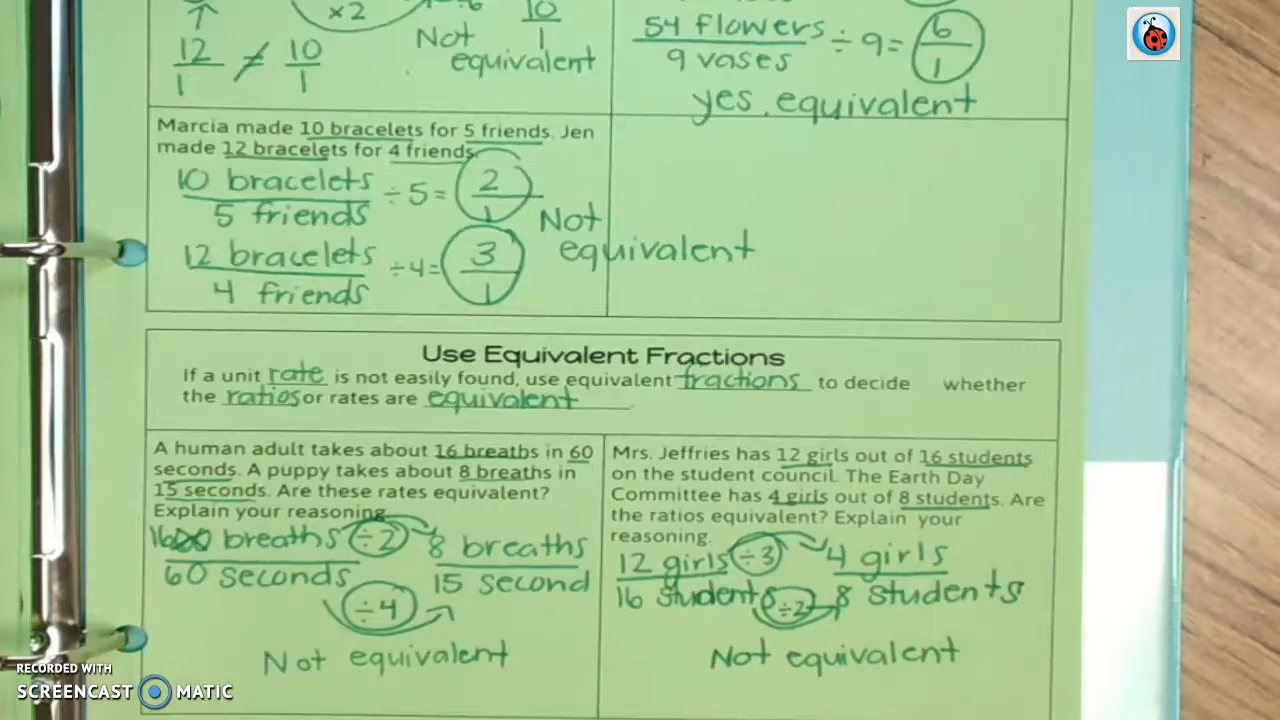 ×2
10
1
12
1
≠
10
1
Not
equivalent
54 flowers
9 vases
÷ 9 =
6
1
yes. equivalent
Marcia made 10 bracelets for 5 friends. Jen
made 12 bracelets for 4 friends.
10 bracelets
5 friends
÷ 5 =
2
1
12 bracelets
4 friends
÷ 4 =
3
1
Not
equivalent
Use Equivalent Fractions
If a unit rate is not easily found, use equivalent fractions to decide whether
the ratios or rates are equivalent.
A human adult takes about 16 breaths in 60
seconds. A puppy takes about 8 breaths in
15 seconds. Are these rates equivalent?
Explain your reasoning.
16 breaths
60 seconds
÷2
8 breaths
15 second
÷4
Not equivalent
Mrs. Jeffries has 12 girls out of 16 students
on the student council. The Earth Day
Committee has 4 girls out of 8 students. Are
the ratios equivalent? Explain your
reasoning.
12 girls
16 students
÷3
4 girls
8 students
÷2
Not equivalent
RECORDED WITH
SCREENCAST MATIC